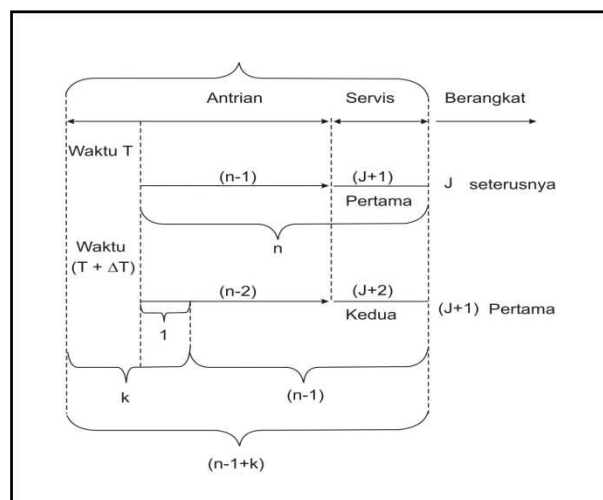 Antrian Servis Berangkat
Waktu T
(n-1) (J+1) J seterusnya
Pertama
n
Waktu
(T + ΔT)
(n-2) (J+2) (J+1) Pertama
1 Kedua
k (n-1)
(n-1+k)